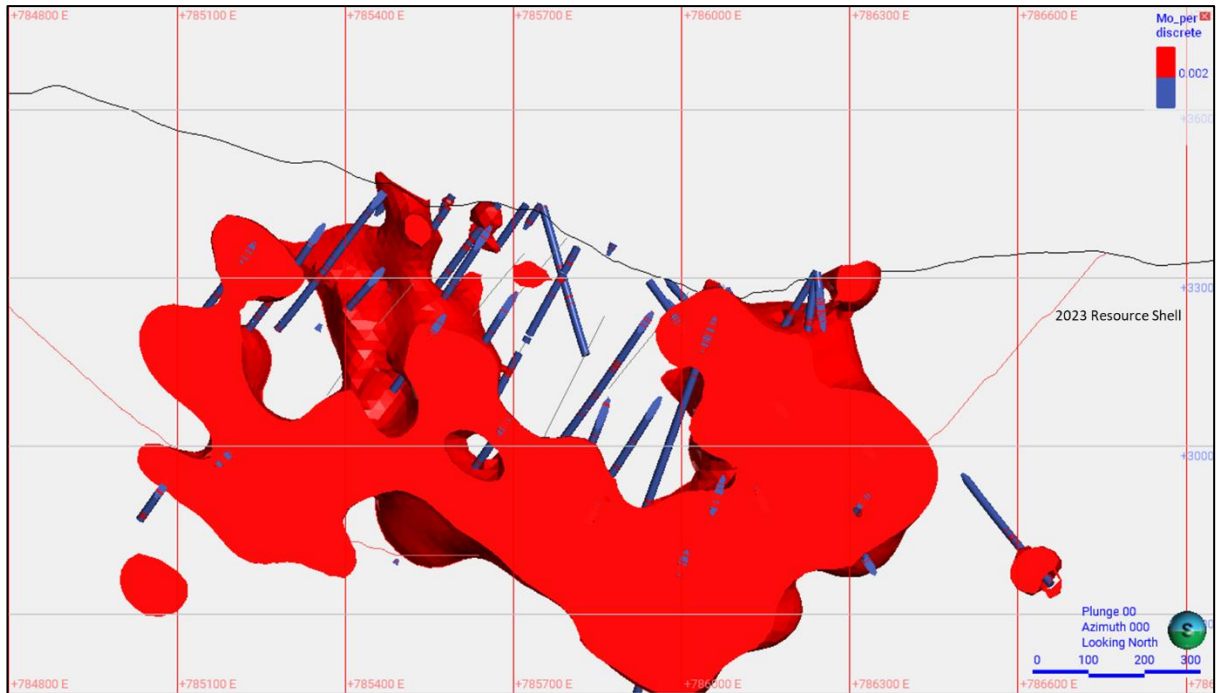 +784800 E
+785100 E
+785400 E
+785700 E
+786000 E
+786300 E
+786600 E
Mo_per
discrete
0.002
+3600
+3300
2023 Resource Shell
+3000
Plunge 00
Azimuth 000
Looking North
S
0 100 200 300
+784800 E
+785100 E
+785400 E
+785700 E
+786000 E
+786300 E
+786600 E